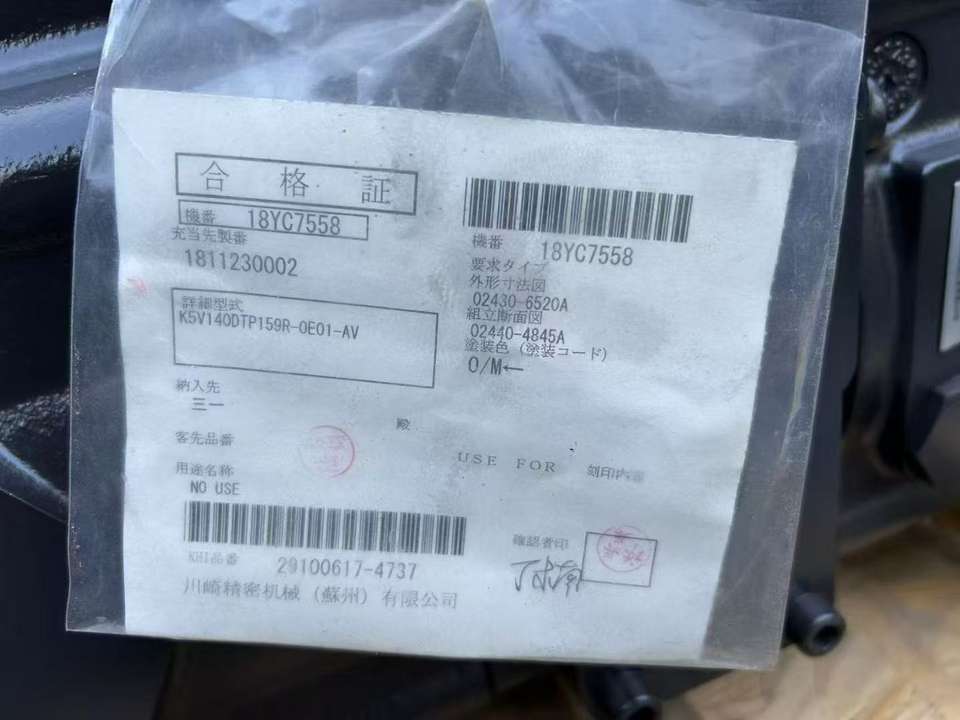 合格証
機番 18YC7558
充当先製番
1811230002
詳細型式
K5V140DTP159R-0E01-AV
納入先
三一
殿
客先品番
用途名称
NO USE
KHI品番 29100617-4737
川崎精密机械（蘇州）有限公司
機番 18YC7558
要求タイプ
外形寸法図
02430-6520A
組立断面図
02440-4845A
塗装色（塗装コード）
O/M←
USE FOR 刻印内容
確認者印